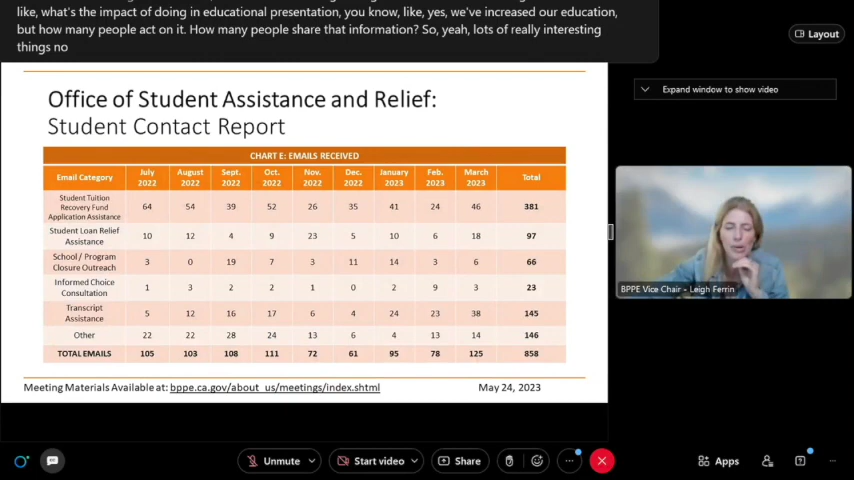 like, what's the impact of doing in educational presentation, you know, like, yes, we've increased our education,
but how many people act on it. How many people share that information? So, yeah, lots of really interesting
things no
Layout
Expand window to show video
Office of Student Assistance and Relief:
Student Contact Report
CHART E: EMAILS RECEIVED
Email Category July 2022 August 2022 Sept. 2022 Oct. 2022 Nov. 2022 Dec. 2022 January 2023 Feb. 2023 March 2023 Total
Student Tuition Recovery Fund Application Assistance 64 54 39 52 26 35 41 24 46 381
Student Loan Relief Assistance 10 12 4 9 23 5 10 6 18 97
School / Program Closure Outreach 3 0 19 7 3 11 14 3 6 66
Informed Choice Consultation 1 3 2 2 1 0 2 9 3 23
Transcript Assistance 5 12 16 17 6 4 24 23 38 145
Other 22 22 28 24 13 6 4 13 14 146
TOTAL EMAILS 105 103 108 111 72 61 95 78 125 858
BPPE Vice Chair - Leigh Ferrin
Meeting Materials Available at: bppe.ca.gov/about_us/meetings/index.shtml May 24, 2023
Unmute Start video Share Apps